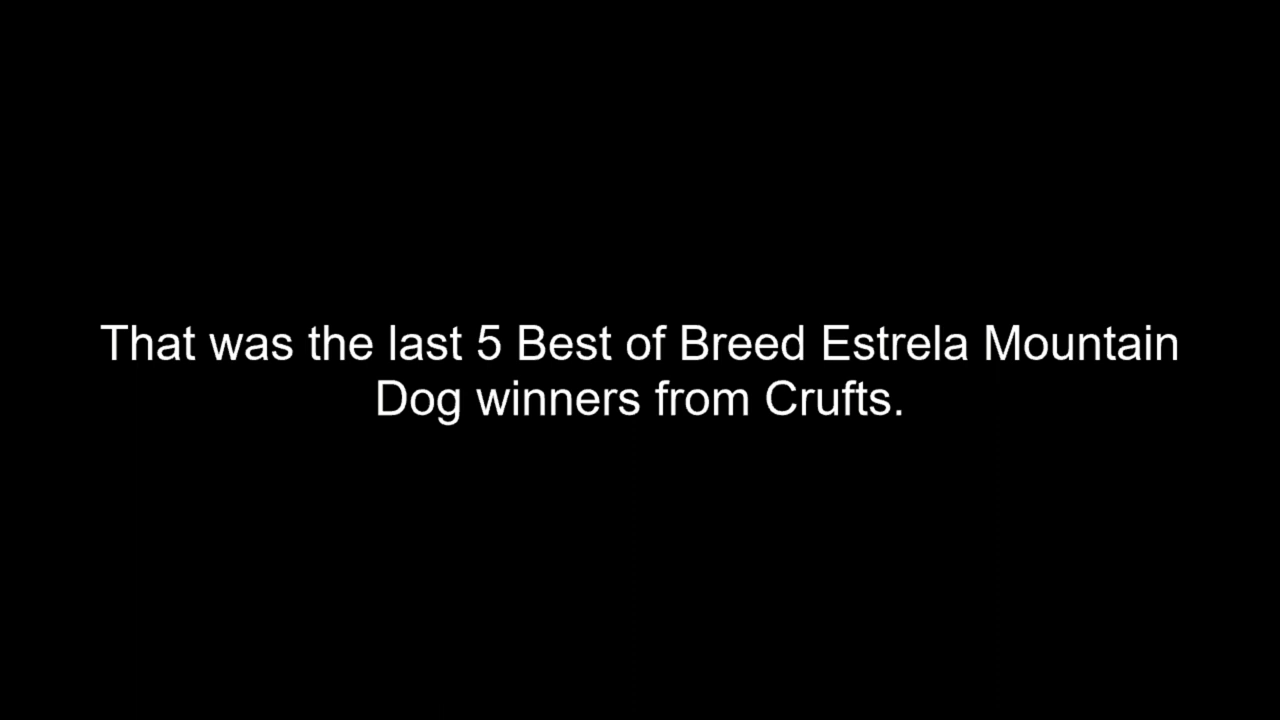 That was the last 5 Best of Breed Estrela Mountain
Dog winners from Crufts.